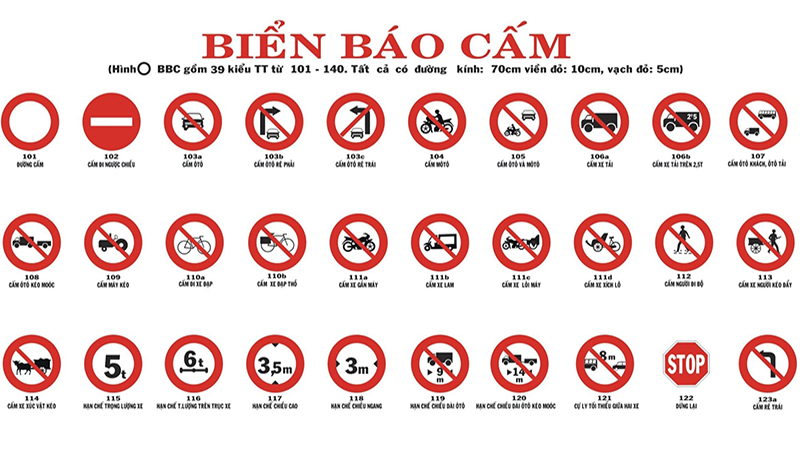 BIỂN BÁO CẤM
(Hình O BBC gồm 39 kiểu TT từ 101 - 140. Tất cả có đường kính: 70cm viền đỏ: 10cm, vạch đỏ: 5cm)
2'5
101 102 103a 103b 103c 104 105 106a 106b 107
ĐƯỜNG CẤM CẤM ĐI NGƯỢC CHIỀU CẤM ÔTÔ CẤM ÔTÔ RẼ PHẢI CẤM ÔTÔ RẼ TRÁI CẤM MÔTÔ CẤM ÔTÔ VÀ MÔTÔ CẤM XE TẢI CẤM XE TẢI TRÊN 2,5T CẤM ÔTÔ KHÁCH, ÔTÔ TẢI
108 109 110a 110b 111a 111b 111c 111d 112 113
CẤM ÔTÔ KÉO MOÓC CẤM MÁY KÉO CẤM ĐI XE ĐẠP CẤM XE ĐẠP THỒ CẤM XE GẮN MÁY CẤM XE LAM CẤM XE LÔI MÁY CẤM XE XÍCH LÔ CẤM NGƯỜI ĐI BỘ CẤM XE NGƯỜI KÉO ĐẨY
5t 6t 3,5m 3m 9 m 14 m 8m STOP
114 115 116 117 118 119 120 121 122 123a
CẤM XE XÚC VẬT KÉO HẠN CHẾ TRỌNG LƯỢNG XE HẠN CHẾ T.LƯỢNG TRÊN TRỤC XE HẠN CHẾ CHIỀU CAO HẠN CHẾ CHIỀU NGANG HẠN CHẾ CHIỀU DÀI ÔTÔ HẠN CHẾ CHIỀU DÀI ÔTÔ KÉO MOÓC CỰ LY TỐI THIỂU GIỮA HAI XE DỪNG LẠI CẤM RẼ TRÁI